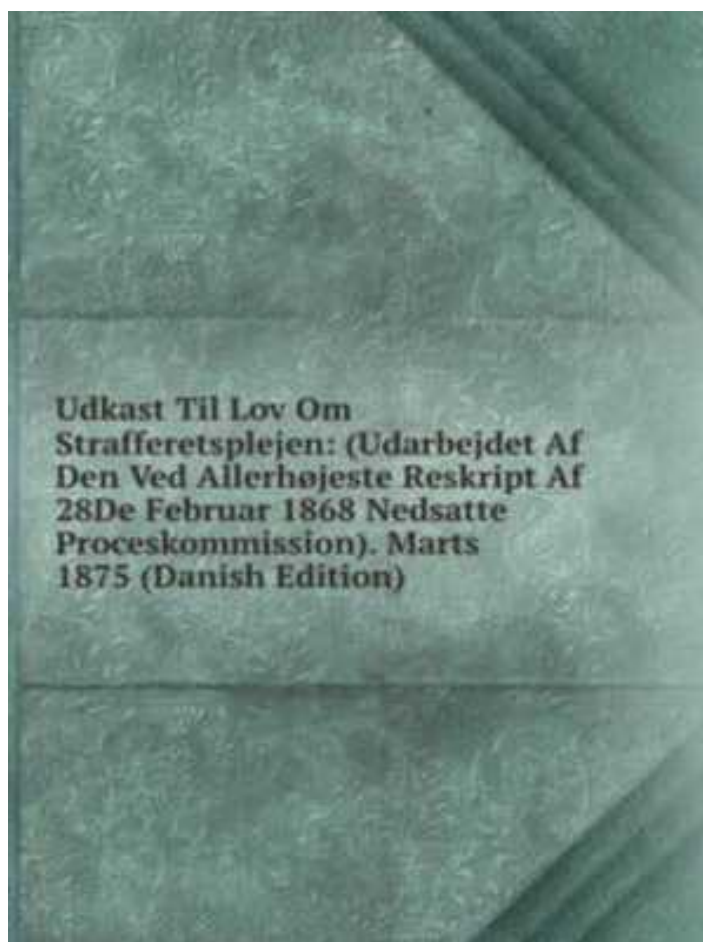 Udkast Til Lov Om
Strafferetsplejen: (Udarbejdet Af
Den Ved Allerhøjeste Reskript Af
28De Februar 1868 Nedsatte
Proceskommission). Marts
1875 (Danish Edition)